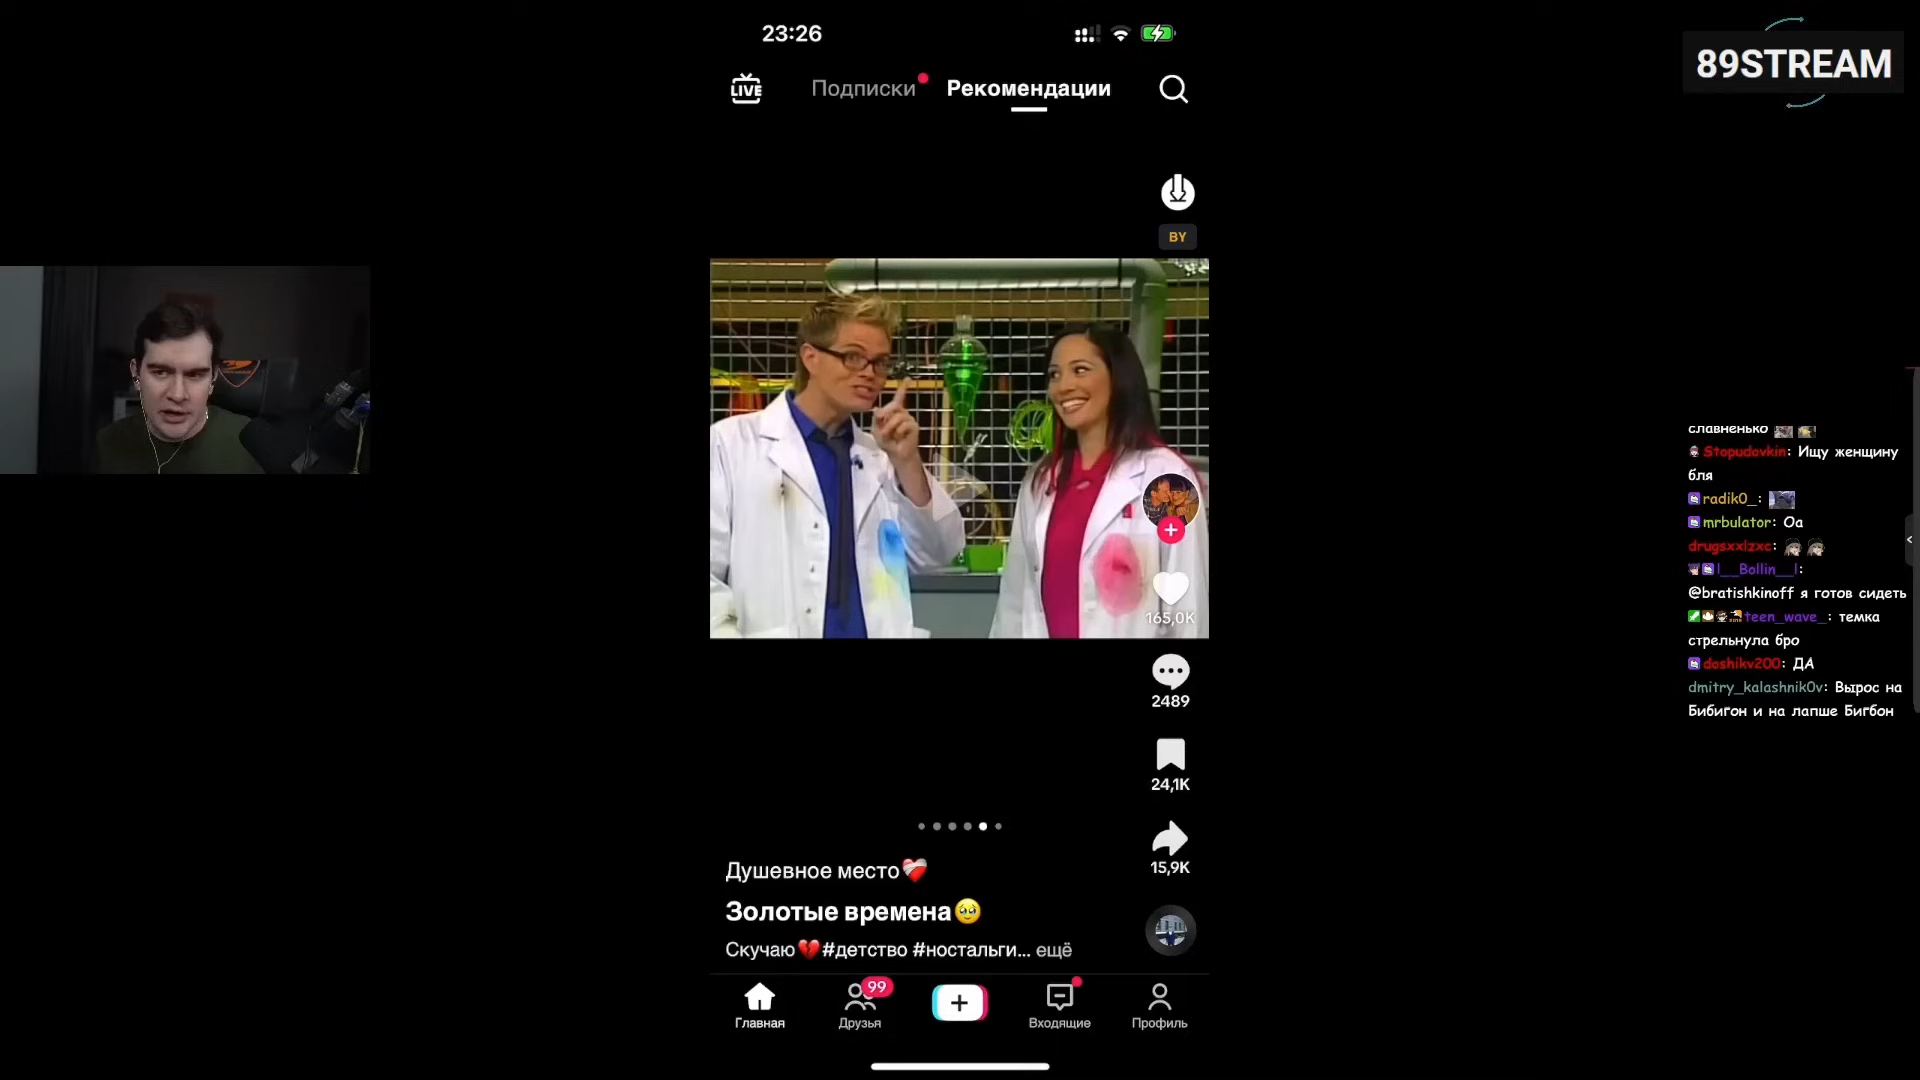 23:26
LIVE
Подписки
Рекомендации
89STREAM
BY
165,0K
2489
24,1K
15,9K
Душевное место
Золотые времена
Скучаю #детство #ностальги... ещё
Главная
99
Друзья
Входящие
Профиль
славненько
Stopudovkin: Ищу женщину
бля
radik0_:
mrbulator: Оа
drugsxxlzxc:
l__Bollin__l:
@bratishkinoff я готов сидеть
teen_wave_: темка
стрельнула бро
doshikv200: ДА
dmitry_kalashnik0v: Вырос на
Бибигон и на лапше Бигбон